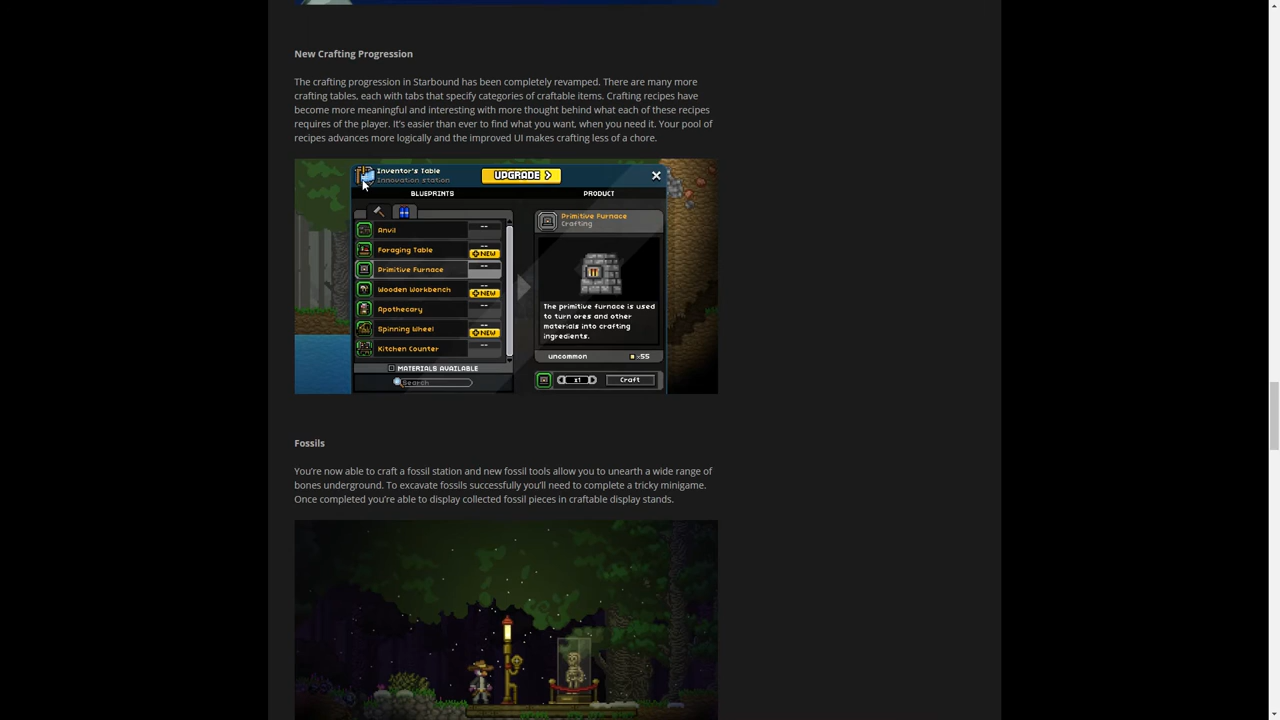 New Crafting Progression
The crafting progression in Starbound has been completely revamped. There are many more
crafting tables, each with tabs that specify categories of craftable items. Crafting recipes have
become more meaningful and interesting with more thought behind what each of these recipes
requires of the player. It's easier than ever to find what you want, when you need it. Your pool of
recipes advances more logically and the improved UI makes crafting less of a chore.
Inventor's Table
Innovation station
UPGRADE >
BLUEPRINTS
PRODUCT
Anvil --
Foraging Table --
+NEW
Primitive Furnace --
Wooden Workbench --
+NEW
Apothecary --
Spinning Wheel --
+NEW
Kitchen Counter --
MATERIALS AVAILABLE
Search
Primitive Furnace
Crafting
The primitive furnace is used
to turn ores and other
materials into crafting
ingredients.
uncommon x55
x1 Craft
Fossils
You're now able to craft a fossil station and new fossil tools allow you to unearth a wide range of
bones underground. To excavate fossils successfully you'll need to complete a tricky minigame.
Once completed you're able to display collected fossil pieces in craftable display stands.